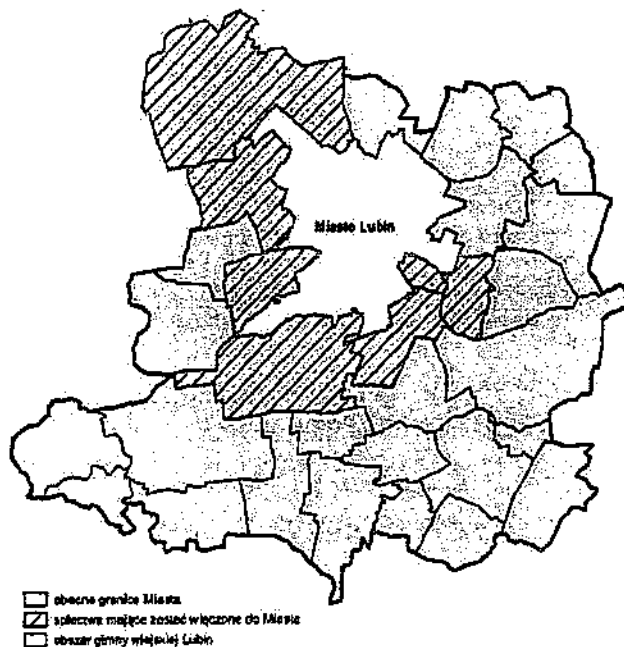 Miasto Lubin
obecne granice Miasta
sołectwa mające zostać włączone do Miasta
obszar gminy wiejskiej Lubin